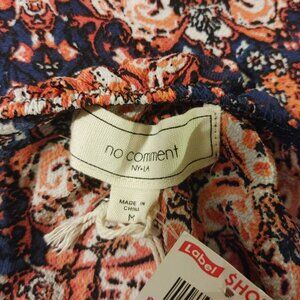 no comment
NY•LA
MADE IN
CHINA
M
Label
SHO